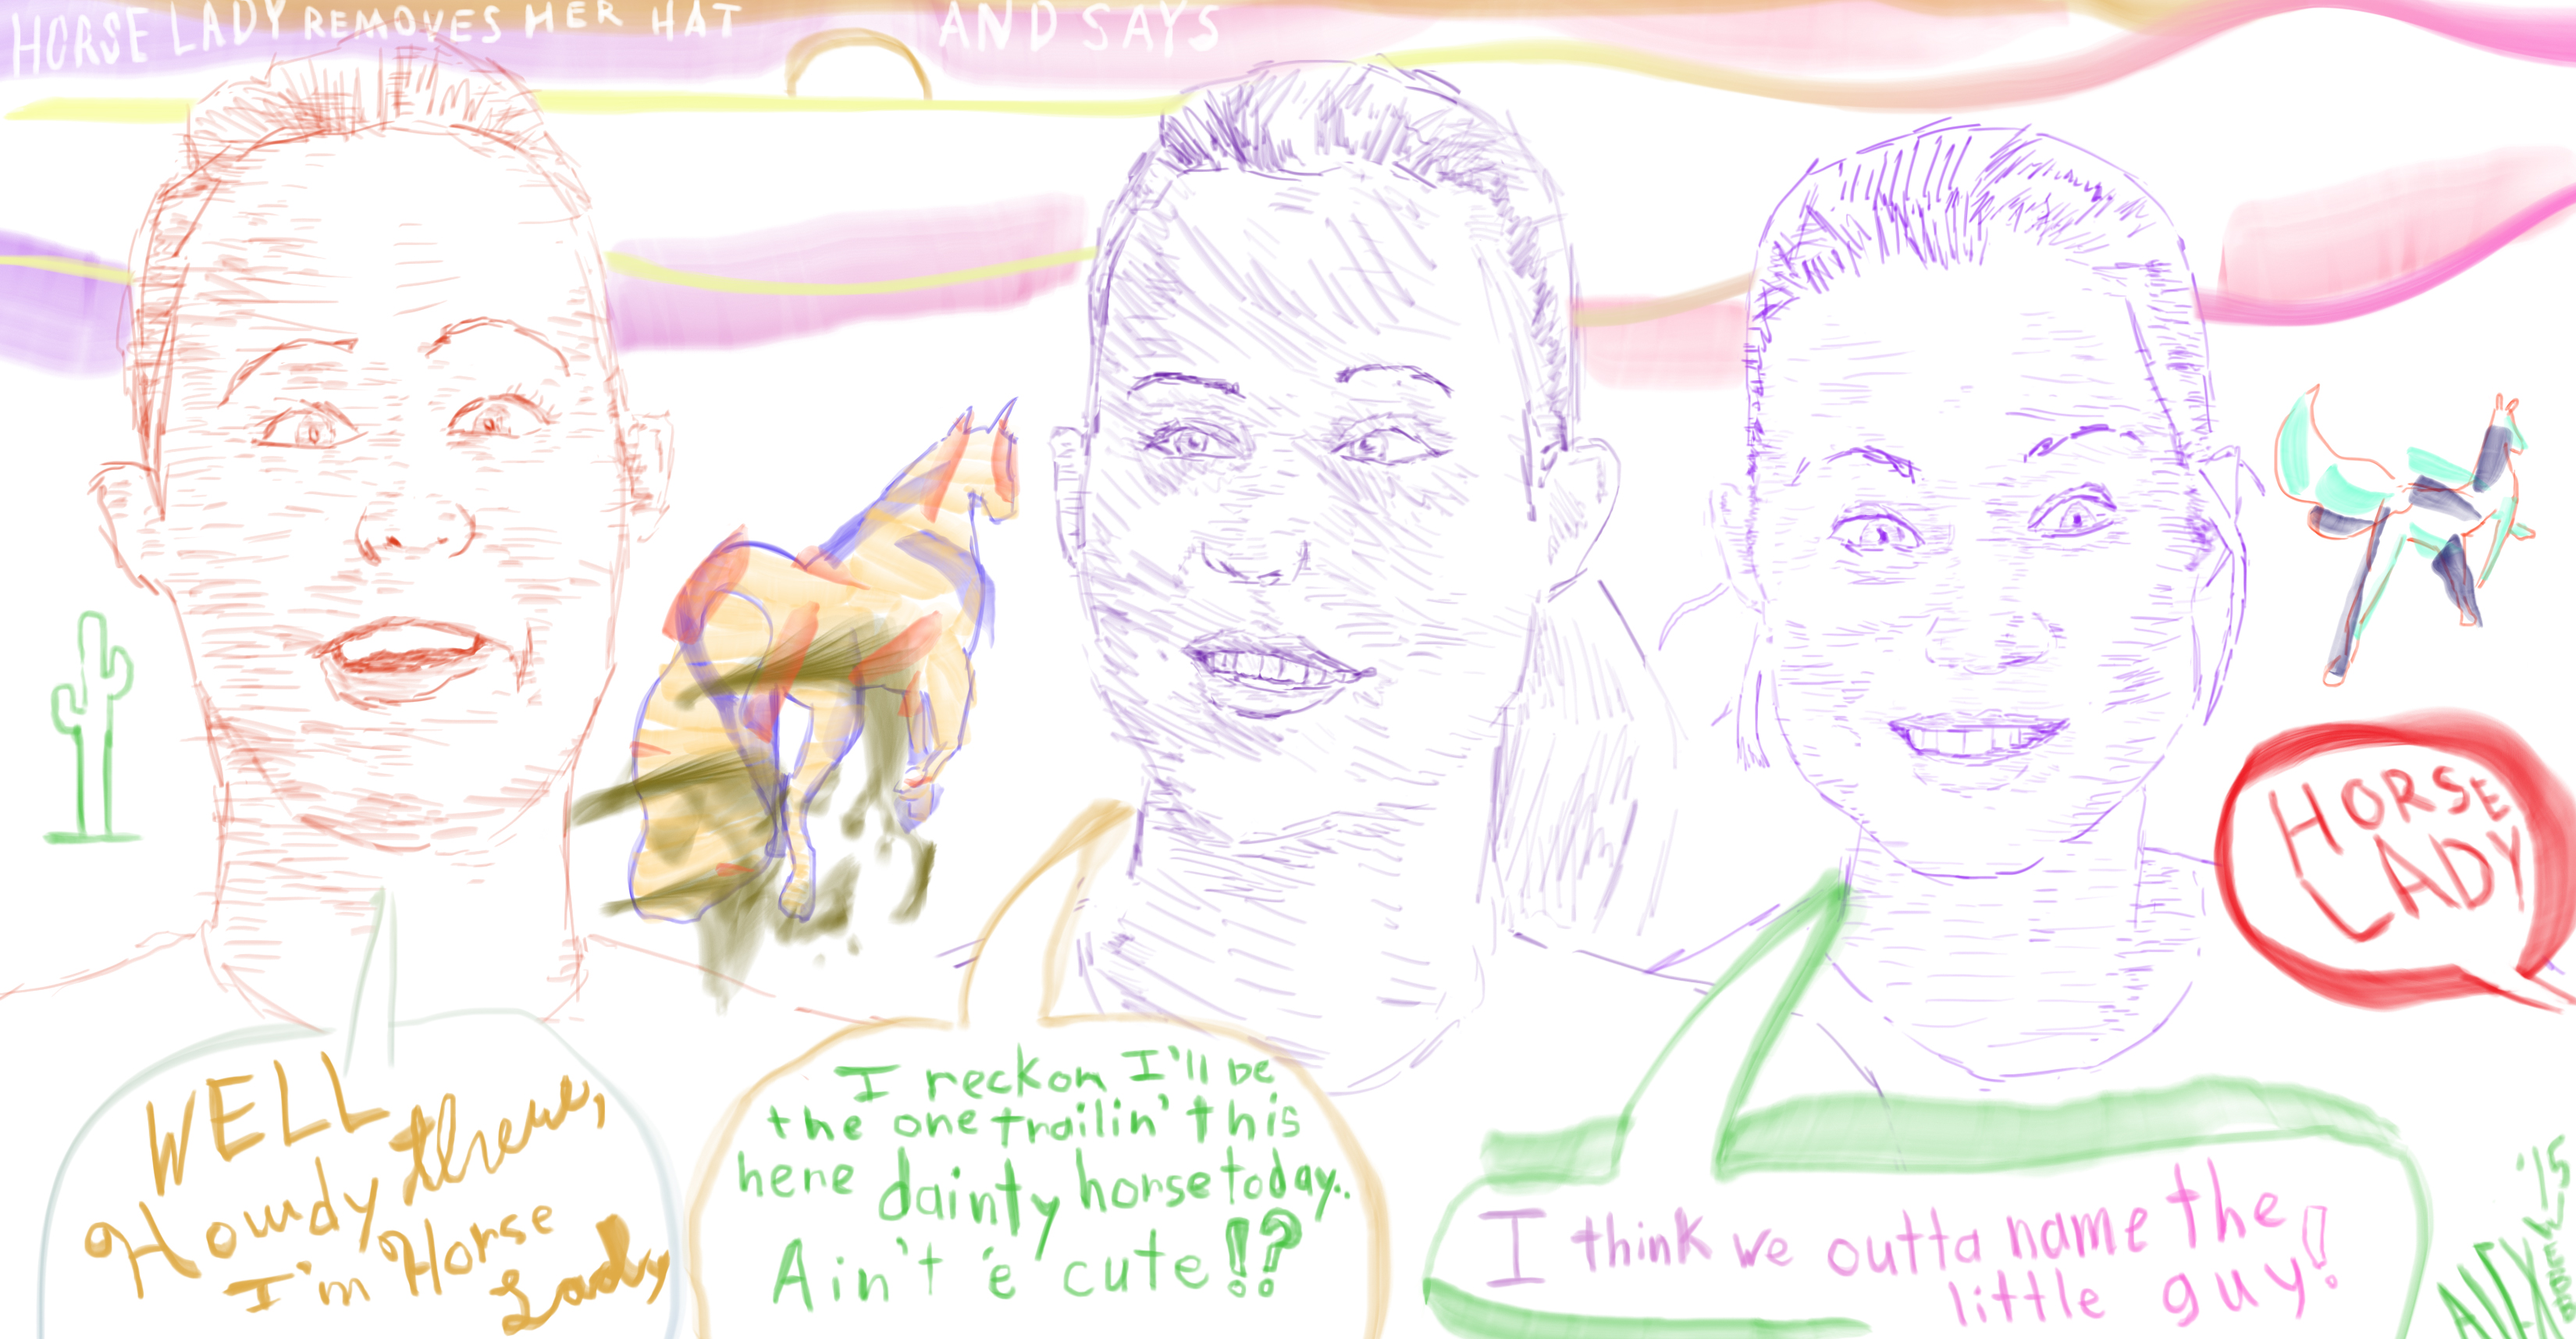 HORSE LADY REMOVES HER HAT AND SAYS
WELL
Howdy there,
I'm Horse
Lady
I reckon I'll be
the one trailin' this
here dainty horse today..
Ain't 'e cute!?
I think we outta name the
little guy!
HORSE
LADY
'15